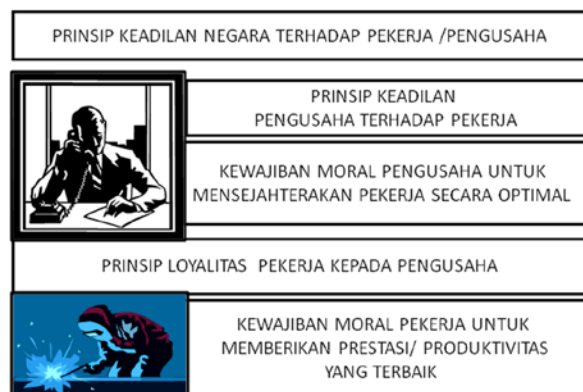 PRINSIP KEADILAN NEGARA TERHADAP PEKERJA /PENGUSAHA
PRINSIP KEADILAN
PENGUSAHA TERHADAP PEKERJA
KEWAJIBAN MORAL PENGUSAHA UNTUK
MENSEJAHTERAKAN PEKERJA SECARA OPTIMAL
PRINSIP LOYALITAS PEKERJA KEPADA PENGUSAHA
KEWAJIBAN MORAL PEKERJA UNTUK
MEMBERIKAN PRESTASI/ PRODUKTIVITAS
YANG TERBAIK